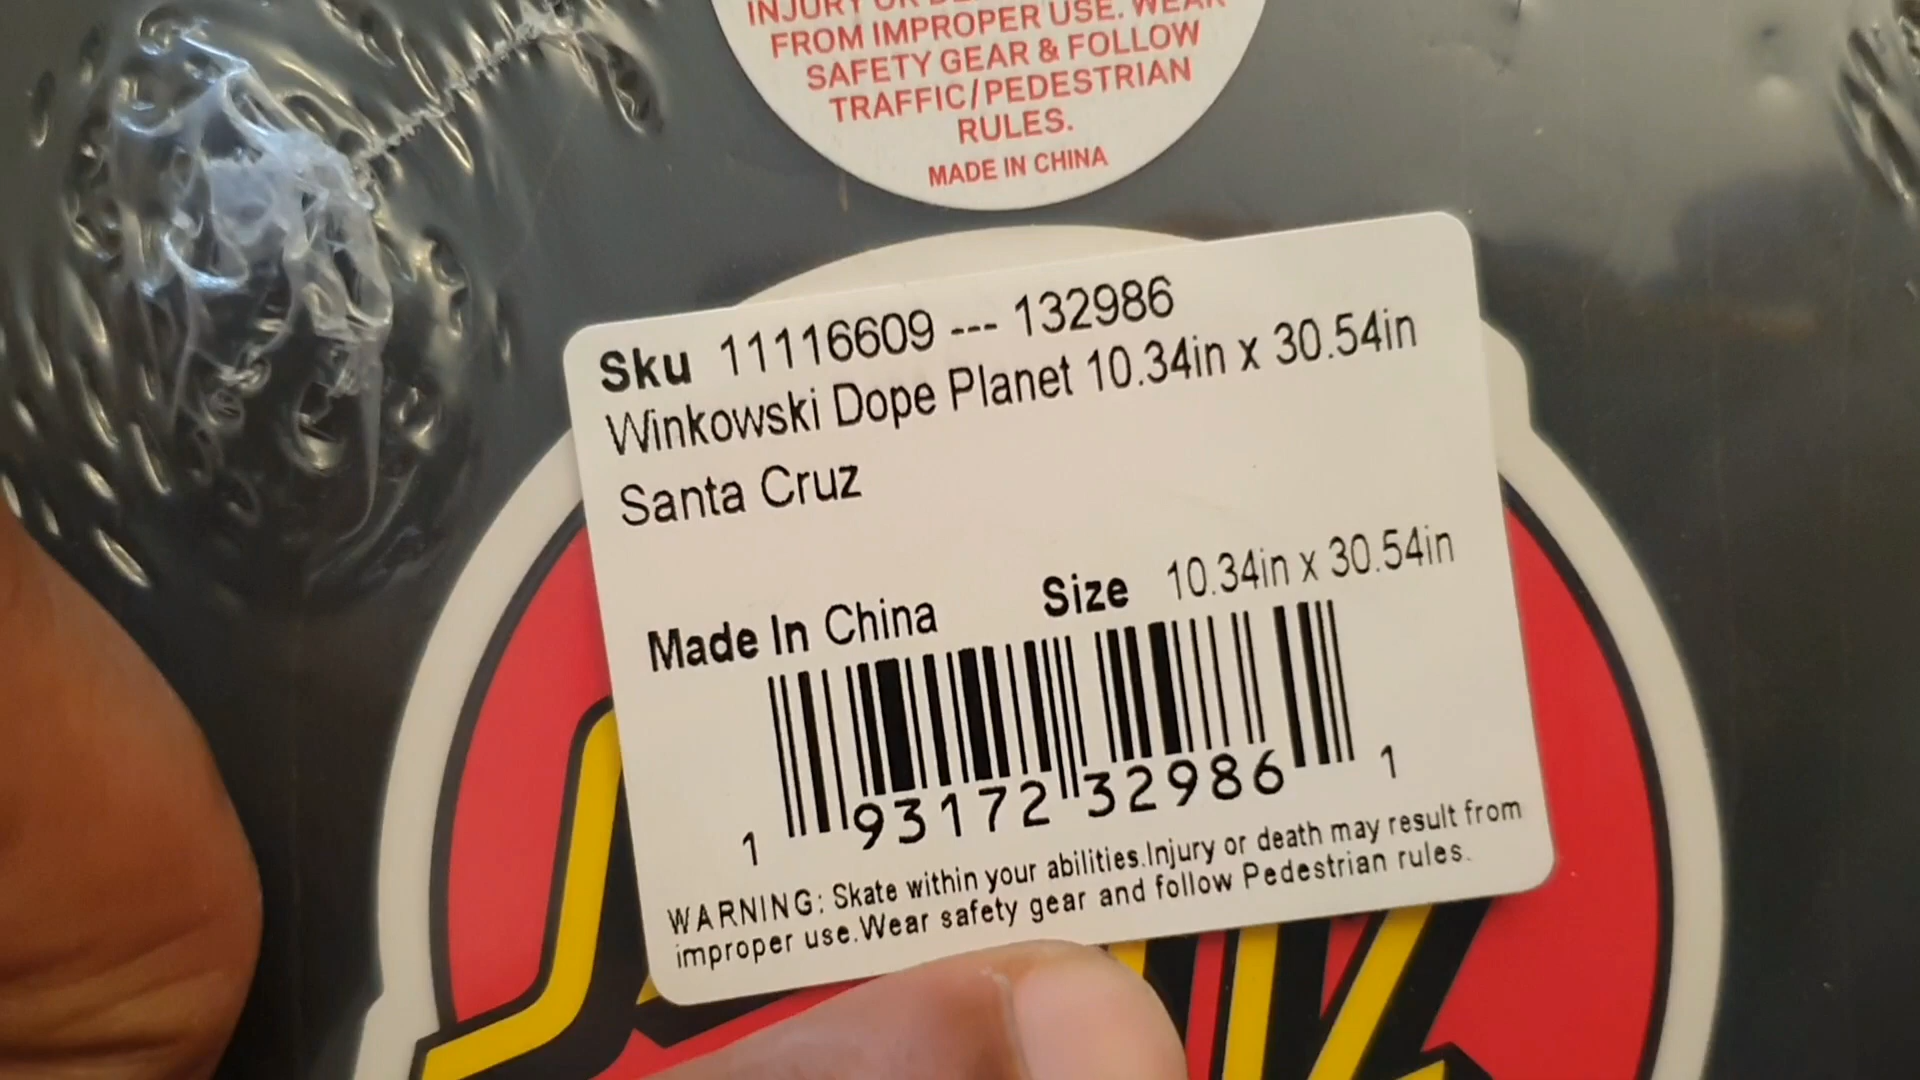 INJURY OR
FROM IMPROPER USE. WEAR
SAFETY GEAR & FOLLOW
TRAFFIC/PEDESTRIAN
RULES.
MADE IN CHINA
Sku 11116609 --- 132986
Winkowski Dope Planet 10.34in x 30.54in
Santa Cruz
Made In China Size 10.34in x 30.54in
1 93172 32986 1
WARNING: Skate within your abilities.Injury or death may result from
improper use.Wear safety gear and follow Pedestrian rules.